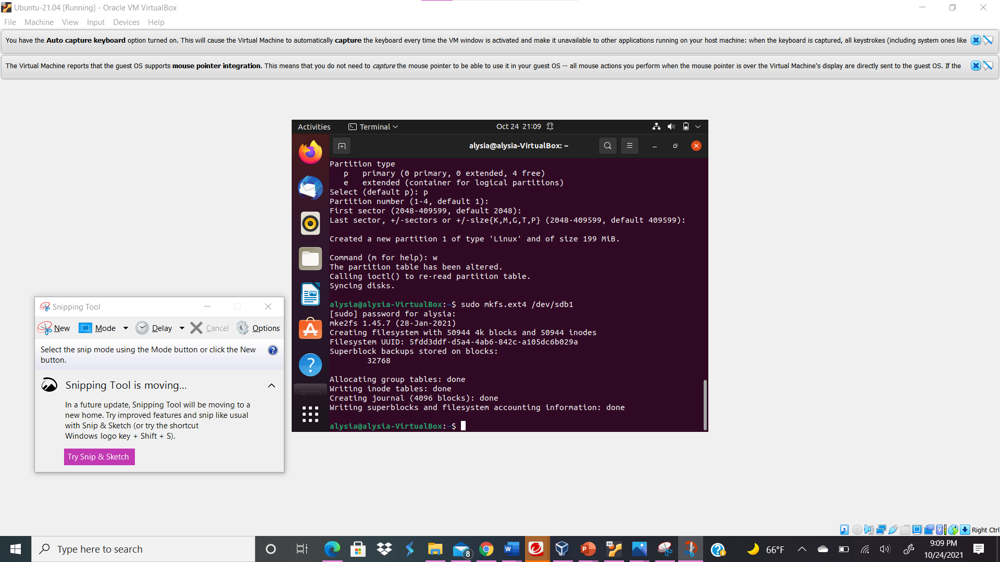 Ubuntu-21.04 [Running] - Oracle VM VirtualBox
File Machine View Input Devices Help
You have the Auto capture keyboard option turned on. This will cause the Virtual Machine to automatically capture the keyboard every time the VM window is activated and make it unavailable to other applications running on your host machine: when the keyboard is captured, all keystrokes (including system ones like
The Virtual Machine reports that the guest OS supports mouse pointer integration. This means that you do not need to capture the mouse pointer to be able to use it in your guest OS -- all mouse actions you perform when the mouse pointer is over the Virtual Machine's display are directly sent to the guest OS. If the
Activities Terminal Oct 24 21:09
alysia@alysia-VirtualBox: ~
Partition type
p primary (0 primary, 0 extended, 4 free)
e extended (container for logical partitions)
Select (default p): p
Partition number (1-4, default 1):
First sector (2048-409599, default 2048):
Last sector, +/-sectors or +/-size{K,M,G,T,P} (2048-409599, default 409599):
Created a new partition 1 of type 'Linux' and of size 199 MiB.
Command (m for help): w
The partition table has been altered.
Calling ioctl() to re-read partition table.
Syncing disks.
alysia@alysia-VirtualBox:~$ sudo mkfs.ext4 /dev/sdb1
[sudo] password for alysia:
mke2fs 1.45.7 (28-Jan-2021)
Creating filesystem with 50944 4k blocks and 50944 inodes
Filesystem UUID: 5fdd3ddf-d5a4-4ab6-842c-a105dc6b029a
Superblock backups stored on blocks:
32768
Allocating group tables: done
Writing inode tables: done
Creating journal (4096 blocks): done
Writing superblocks and filesystem accounting information: done
alysia@alysia-VirtualBox:~$
Snipping Tool
New Mode Delay Cancel Options
Select the snip mode using the Mode button or click the New
button.
Snipping Tool is moving...
In a future update, Snipping Tool will be moving to a
new home. Try improved features and snip like usual
with Snip & Sketch (or try the shortcut
Windows logo key + Shift + S).
Try Snip & Sketch
Right Ctrl
Type here to search
8
66°F
9:09 PM
10/24/2021